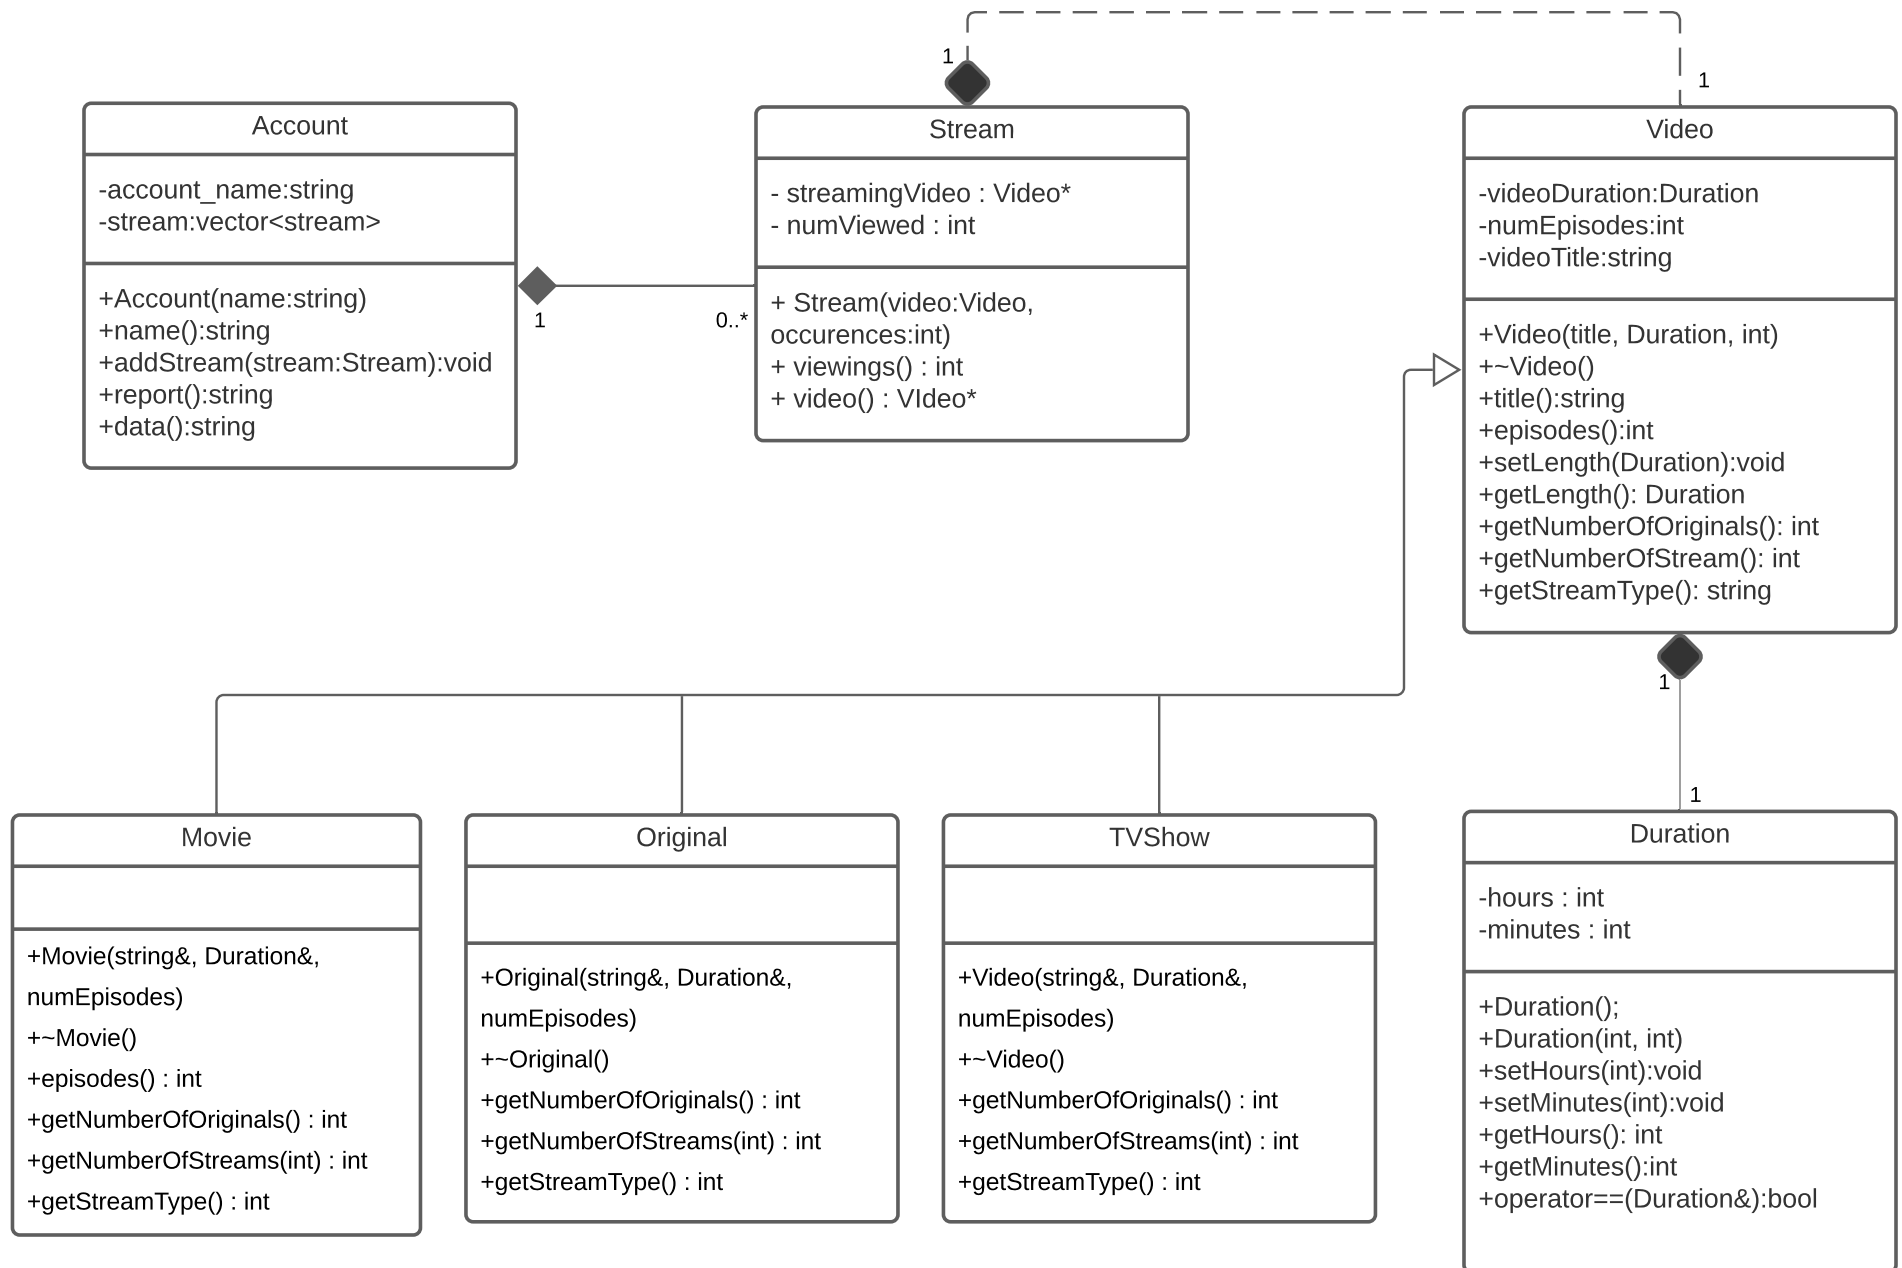 1
1
Account
-account_name:string
-stream:vector<stream>
+Account(name:string)
+name():string
+addStream(stream:Stream):void
+report():string
+data():string
1
0..*
Stream
- streamingVideo : Video*
- numViewed : int
+ Stream(video:Video,
occurences:int)
+ viewings() : int
+ video() : VIdeo*
Video
-videoDuration:Duration
-numEpisodes:int
-videoTitle:string
+Video(title, Duration, int)
+~Video()
+title():string
+episodes():int
+setLength(Duration):void
+getLength(): Duration
+getNumberOfOriginals(): int
+getNumberOfStream(): int
+getStreamType(): string
1
1
Movie
+Movie(string&, Duration&,
numEpisodes)
+~Movie()
+episodes() : int
+getNumberOfOriginals() : int
+getNumberOfStreams(int) : int
+getStreamType() : int
Original
+Original(string&, Duration&,
numEpisodes)
+~Original()
+getNumberOfOriginals() : int
+getNumberOfStreams(int) : int
+getStreamType() : int
TVShow
+Video(string&, Duration&,
numEpisodes)
+~Video()
+getNumberOfOriginals() : int
+getNumberOfStreams(int) : int
+getStreamType() : int
Duration
-hours : int
-minutes : int
+Duration();
+Duration(int, int)
+setHours(int):void
+setMinutes(int):void
+getHours(): int
+getMinutes():int
+operator==(Duration&):bool